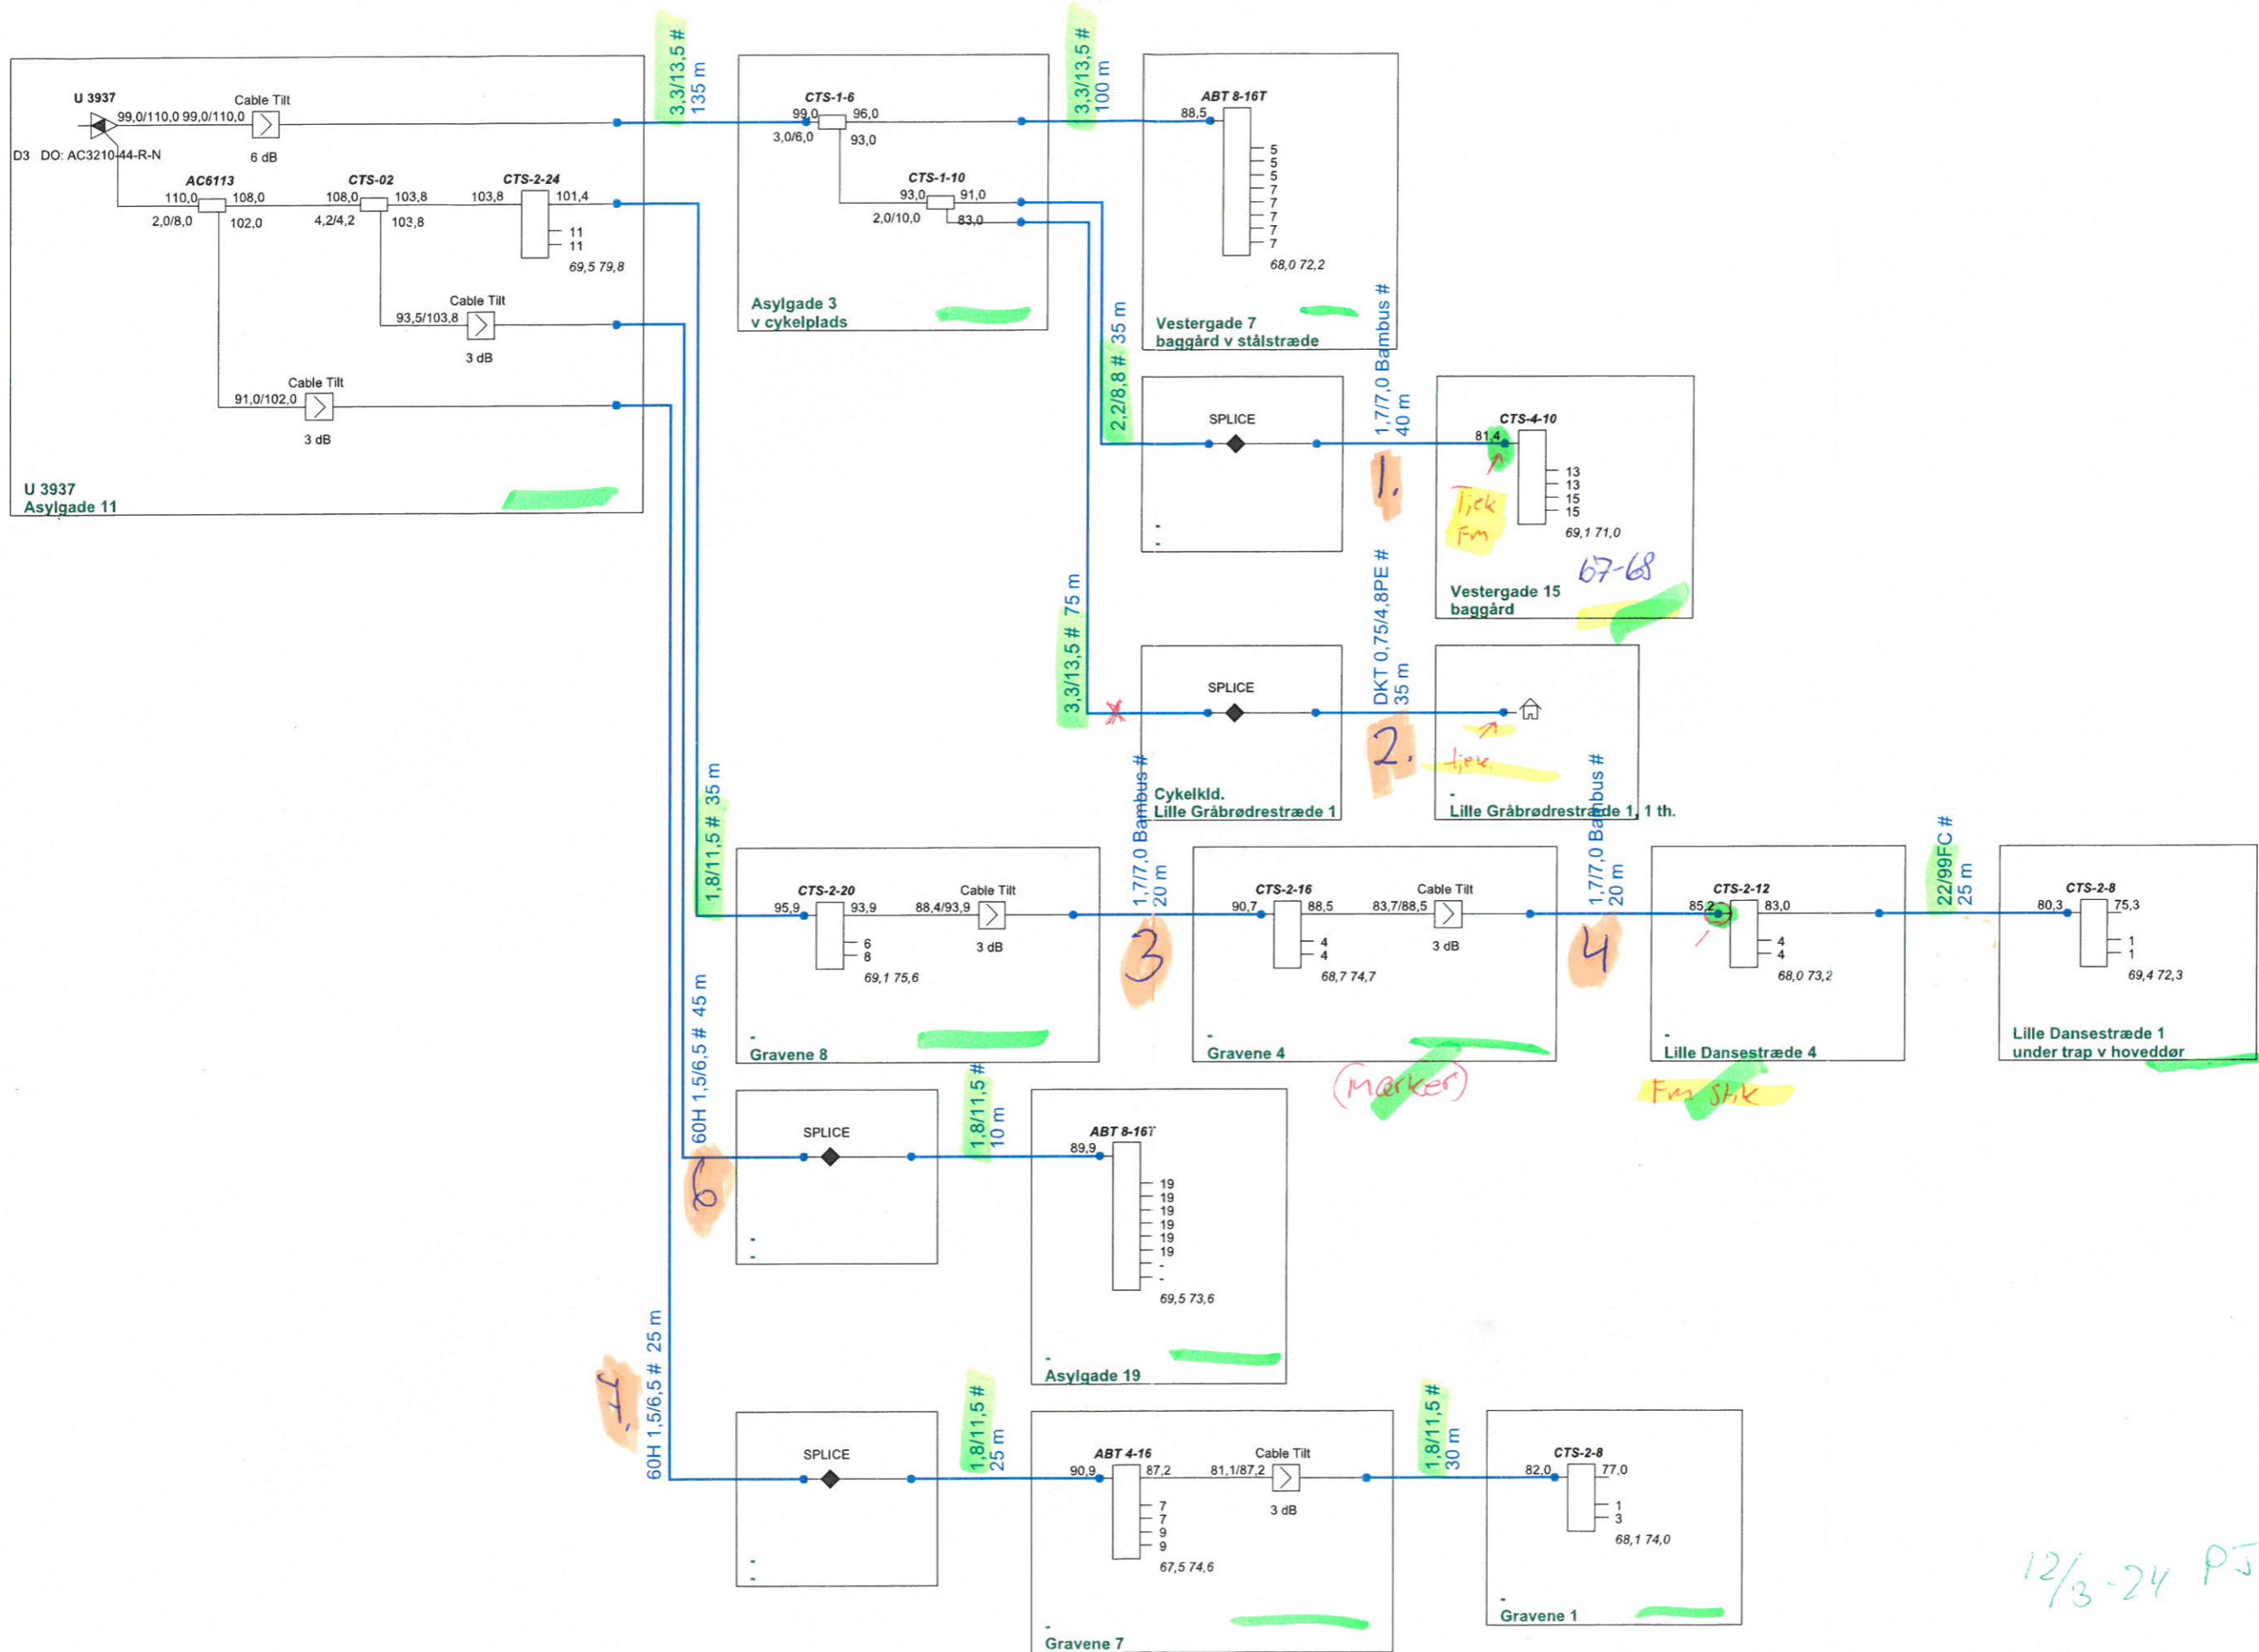 U 3937
99,0/110,0 99,0/110,0
Cable Tilt
6 dB
D3 DO: AC3210-44-R-N
AC6113
110,0
108,0
2,0/8,0
102,0
CTS-02
108,0
103,8
4,2/4,2
103,8
CTS-2-24
103,8
101,4
11
11
69,5 79,8
Cable Tilt
93,5/103,8
3 dB
Cable Tilt
91,0/102,0
3 dB
U 3937
Asylgade 11
3,3/13,5 #
135 m
CTS-1-6
99,0
96,0
3,0/6,0
93,0
CTS-1-10
93,0
91,0
2,0/10,0
83,0
Asylgade 3
v cykelplads
3,3/13,5 #
100 m
ABT 8-16T
88,5
5
5
5
7
7
7
7
7
68,0 72,2
Vestergade 7
baggård v stålstræde
2,2/8,8 # 35 m
SPLICE
-
-
1,7/7,0 Bambus #
40 m
1.
CTS-4-10
81,4
13
13
15
15
69,1 71,0
Tjek
Fm
67-68
Vestergade 15
baggård
3,3/13,5 # 75 m
SPLICE
Cykelkld.
Lille Gråbrødrestræde 1
DKT 0,75/4,8PE #
35 m
2.
tjek.
-
Lille Gråbrødrestræde 1, 1 th.
1,8/11,5 # 35 m
CTS-2-20
95,9
93,9
6
8
69,1 75,6
Cable Tilt
88,4/93,9
3 dB
-
Gravene 8
1,7/7,0 Bambus #
20 m
3
CTS-2-16
90,7
88,5
4
4
68,7 74,7
Cable Tilt
83,7/88,5
3 dB
-
Gravene 4
(Mærker)
1,7/7,0 Bambus #
20 m
4
CTS-2-12
85,2
83,0
4
4
68,0 73,2
-
Lille Dansestræde 4
Fm stik
22/99FC #
25 m
CTS-2-8
80,3
75,3
1
1
69,4 72,3
Lille Dansestræde 1
under trap v hoveddør
60H 1,5/6,5 # 45 m
6
SPLICE
-
-
1,8/11,5 #
10 m
ABT 8-16T
89,9
19
19
19
19
19
19
-
-
69,5 73,6
-
Asylgade 19
60H 1,5/6,5 # 25 m
SPLICE
-
-
1,8/11,5 #
25 m
ABT 4-16
90,9
87,2
7
7
9
9
67,5 74,6
Cable Tilt
81,1/87,2
3 dB
-
Gravene 7
1,8/11,5 #
30 m
CTS-2-8
82,0
77,0
1
3
68,1 74,0
-
Gravene 1
12/3-24 PJ